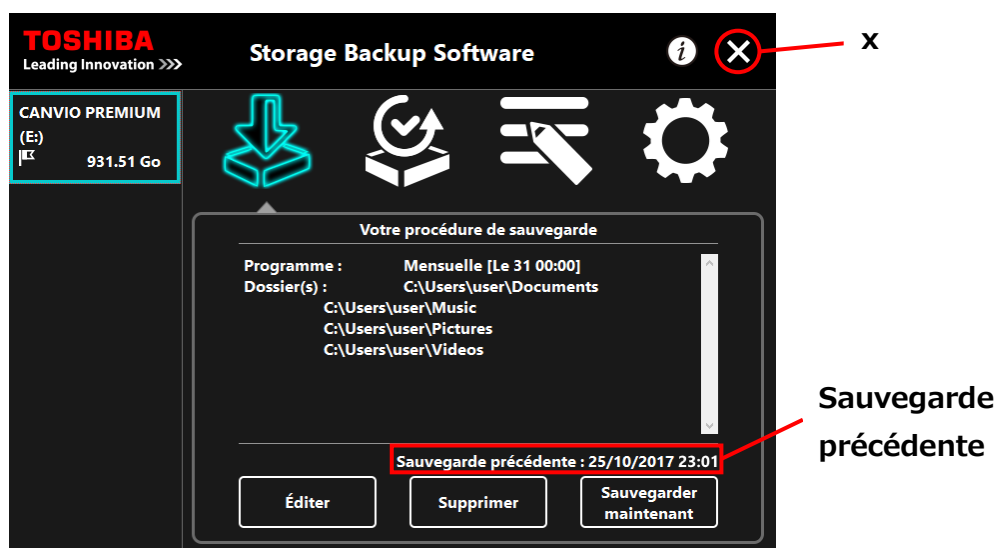 TOSHIBA
Leading Innovation >>>
Storage Backup Software
i
x
CANVIO PREMIUM
(E:)
931.51 Go
Votre procédure de sauvegarde
Programme : Mensuelle [Le 31 00:00]
Dossier(s) : C:\Users\user\Documents
C:\Users\user\Music
C:\Users\user\Pictures
C:\Users\user\Videos
Sauvegarde précédente : 25/10/2017 23:01
Sauvegarde
précédente
Éditer
Supprimer
Sauvegarder
maintenant